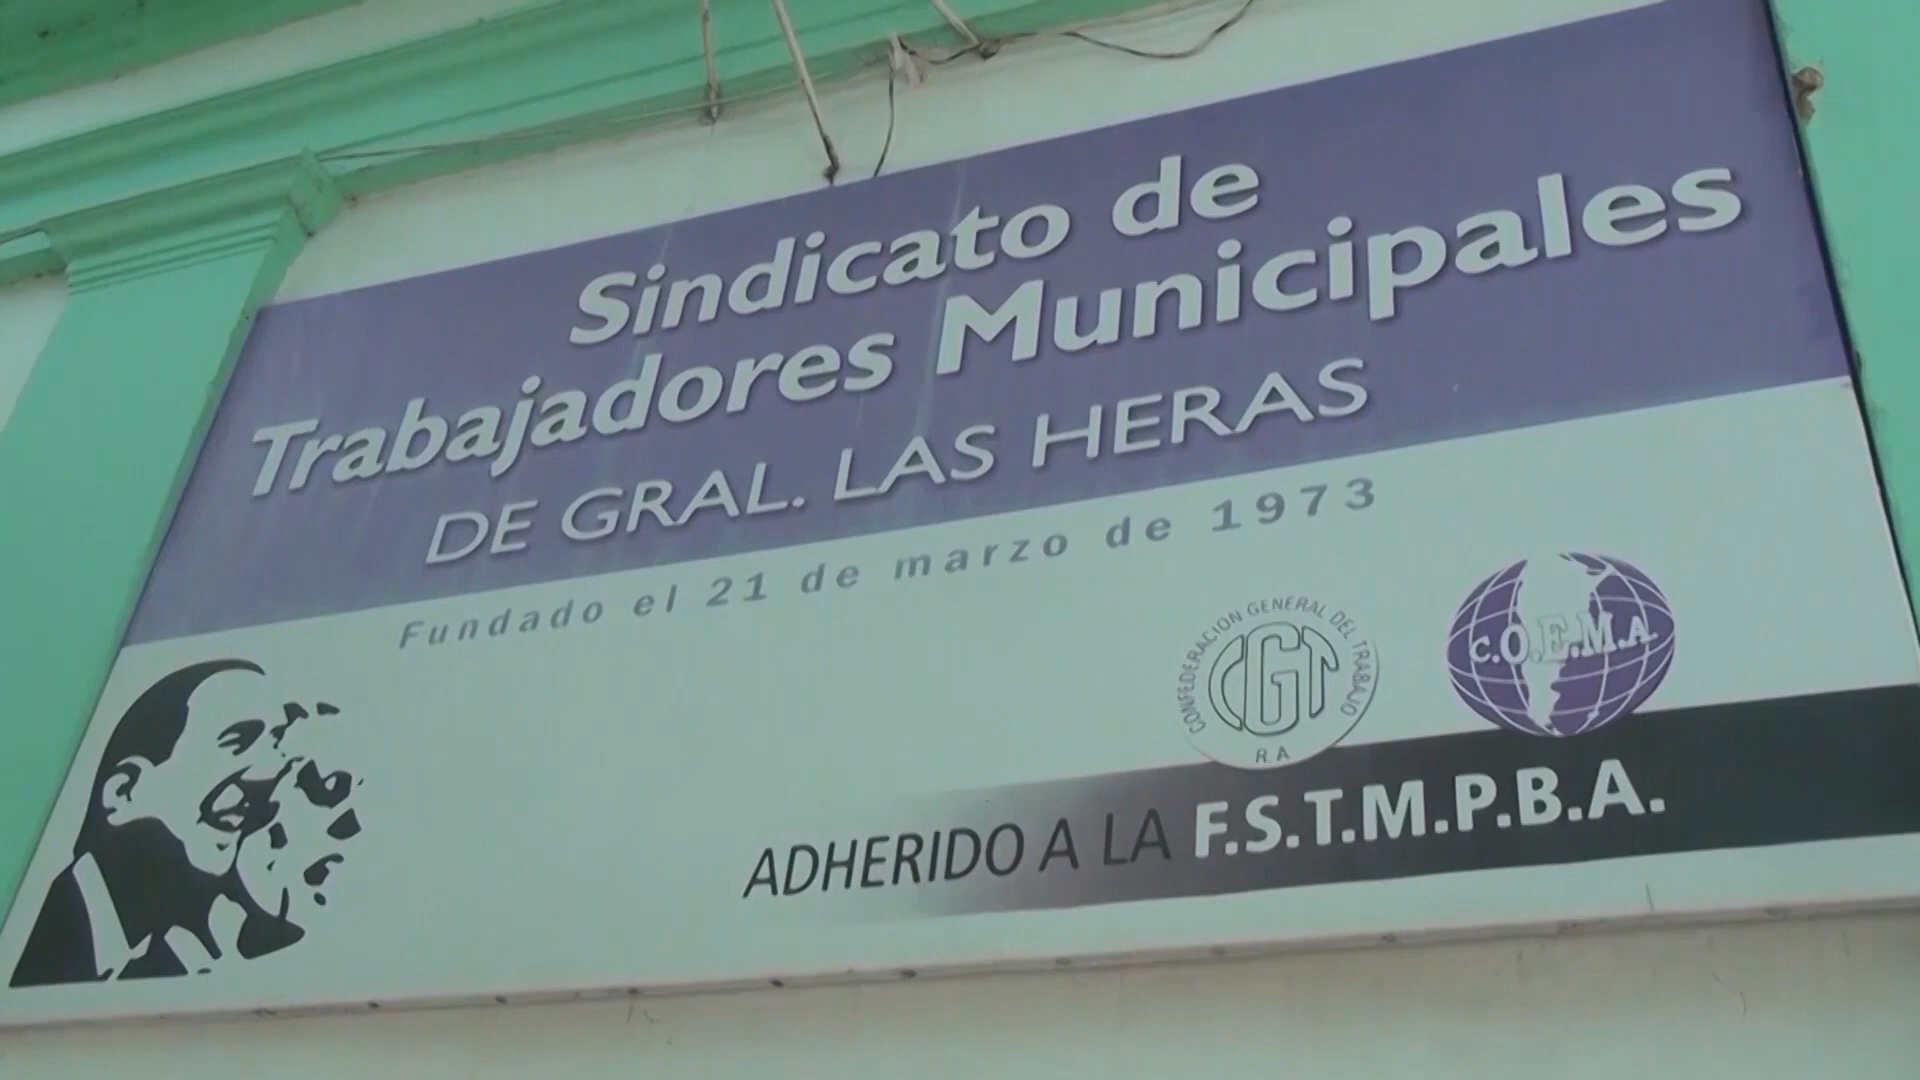 Sindicato de
Trabajadores Municipales
DE GRAL. LAS HERAS
Fundado el 21 de marzo de 1973
CONFEDERACION GENERAL DEL TRABAJO
CGT
R.A
C.O.E.M.A
ADHERIDO A LA F.S.T.M.P.B.A.